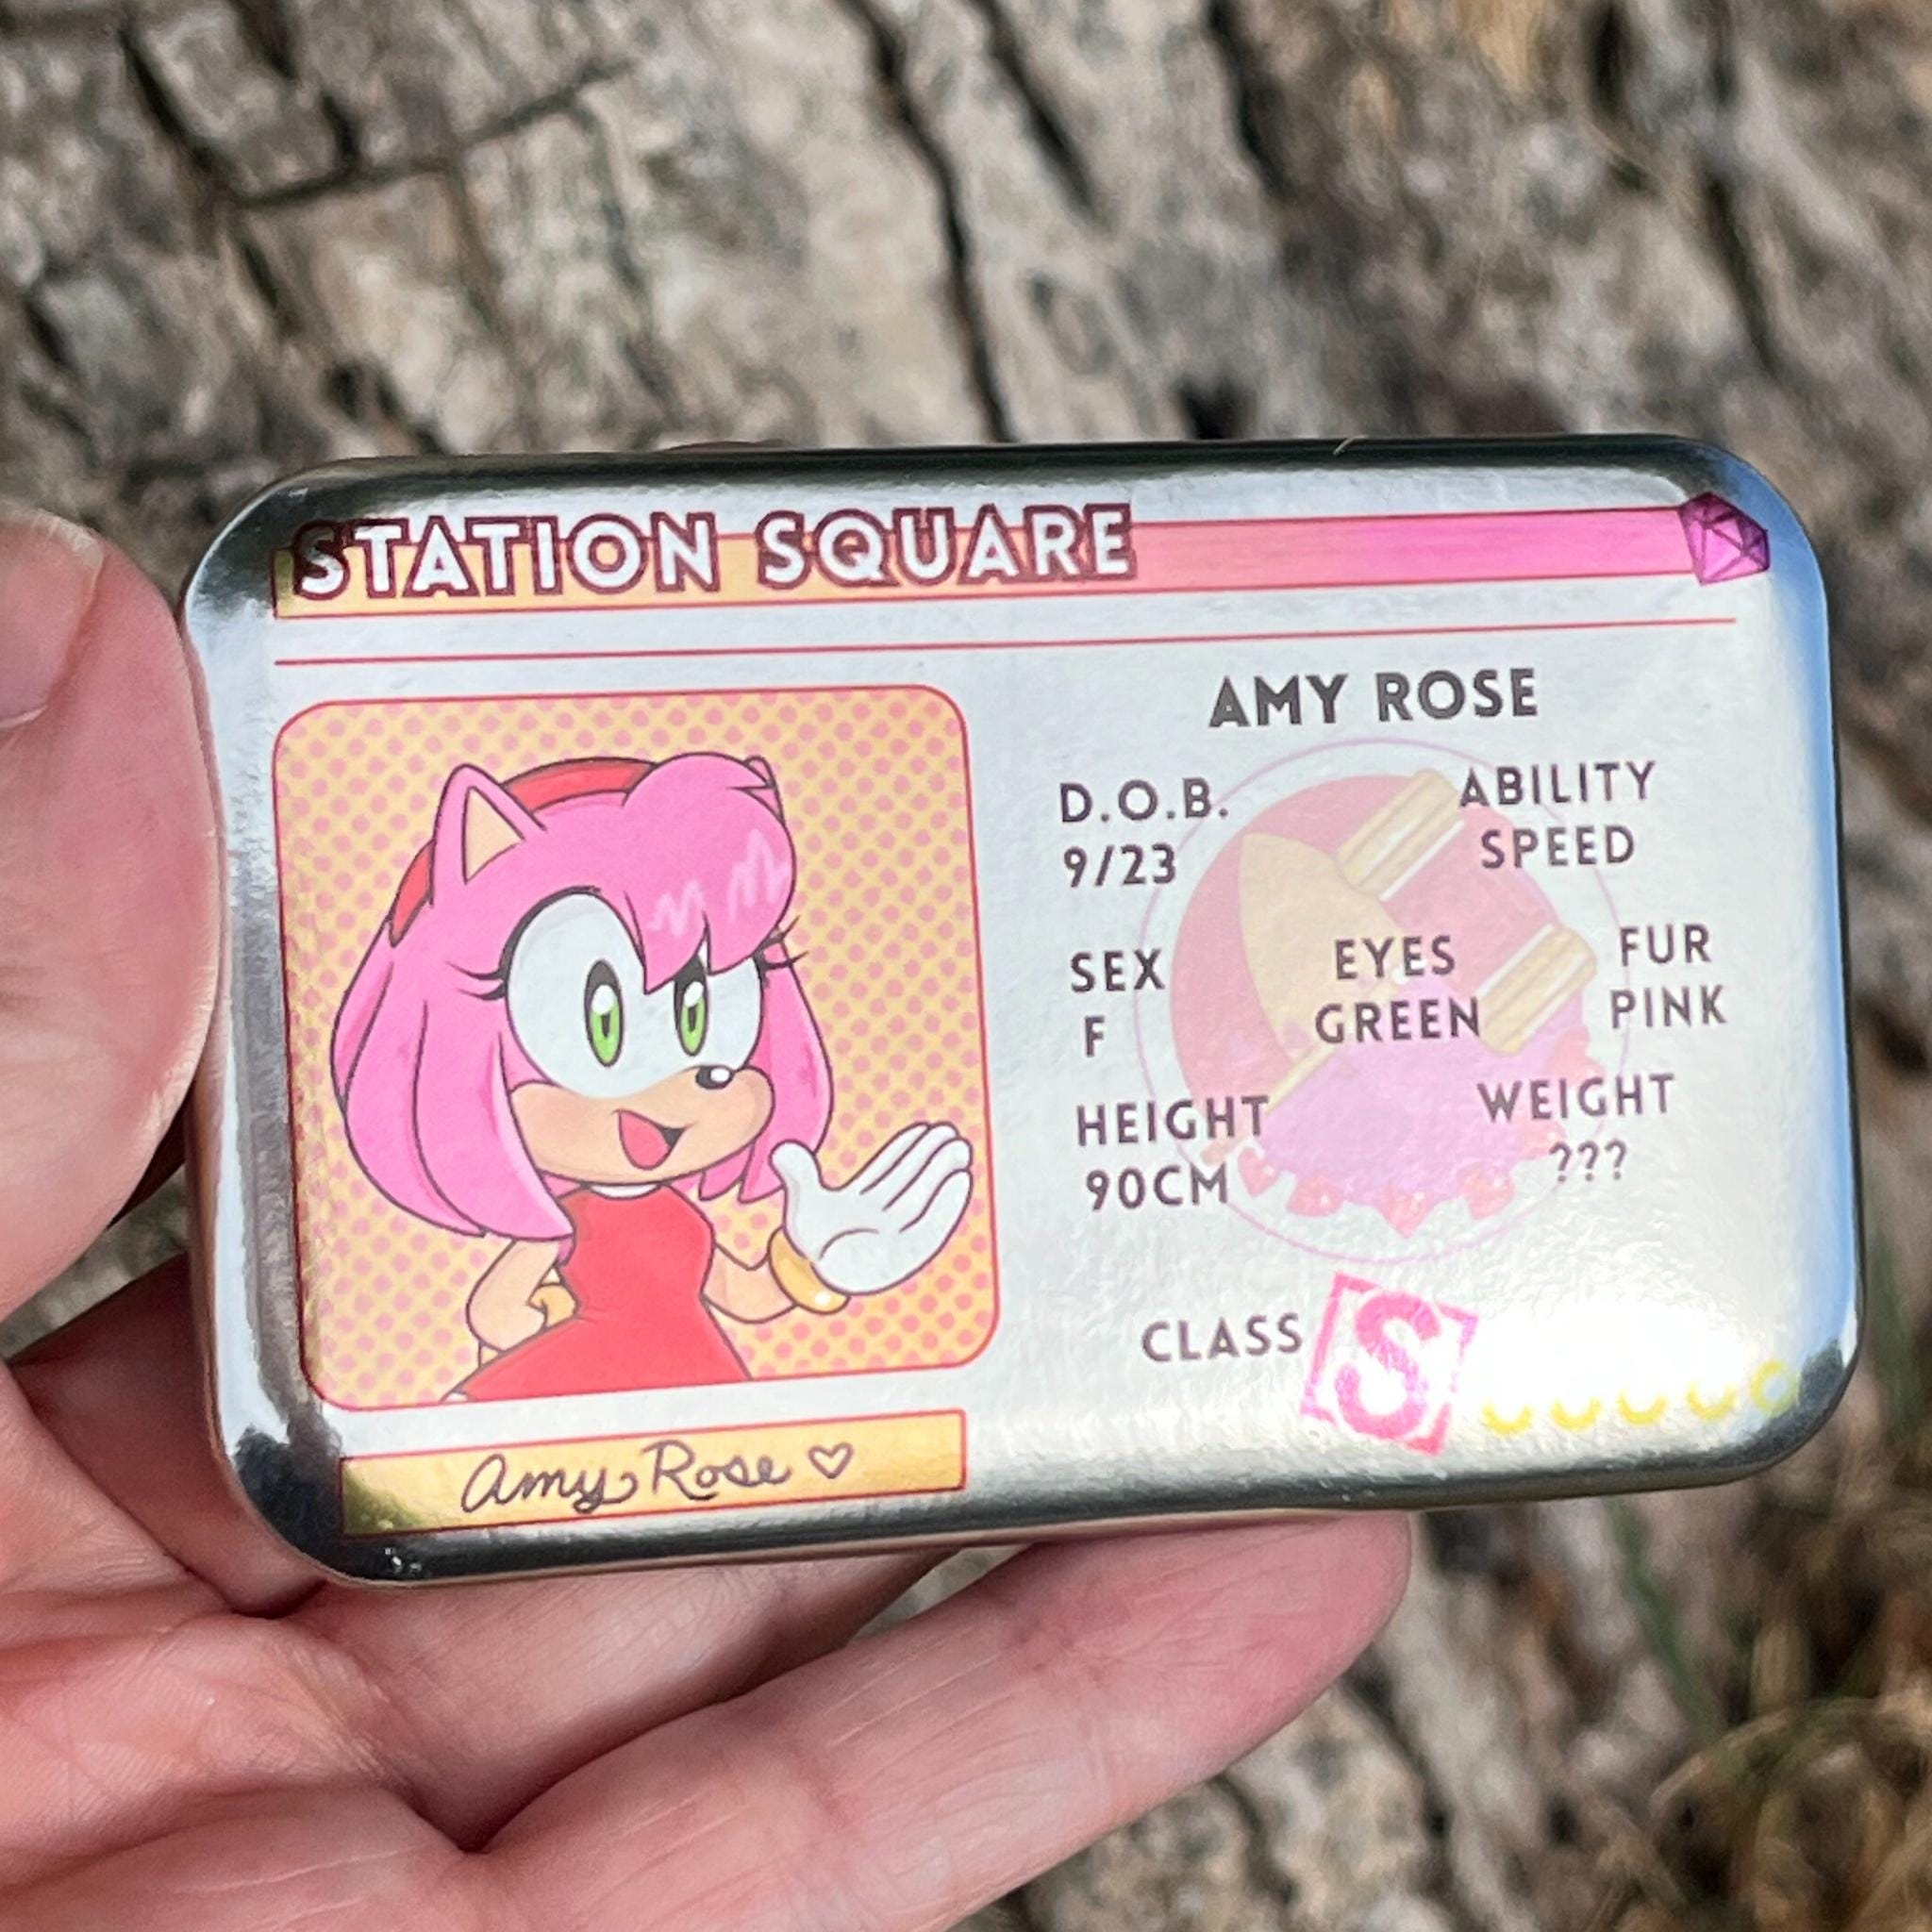 STATION SQUARE
AMY ROSE
D.O.B.
9/23
ABILITY
SPEED
SEX
F
EYES
GREEN
FUR
PINK
HEIGHT
90CM
WEIGHT
???
CLASS S
Amy Rose ♡